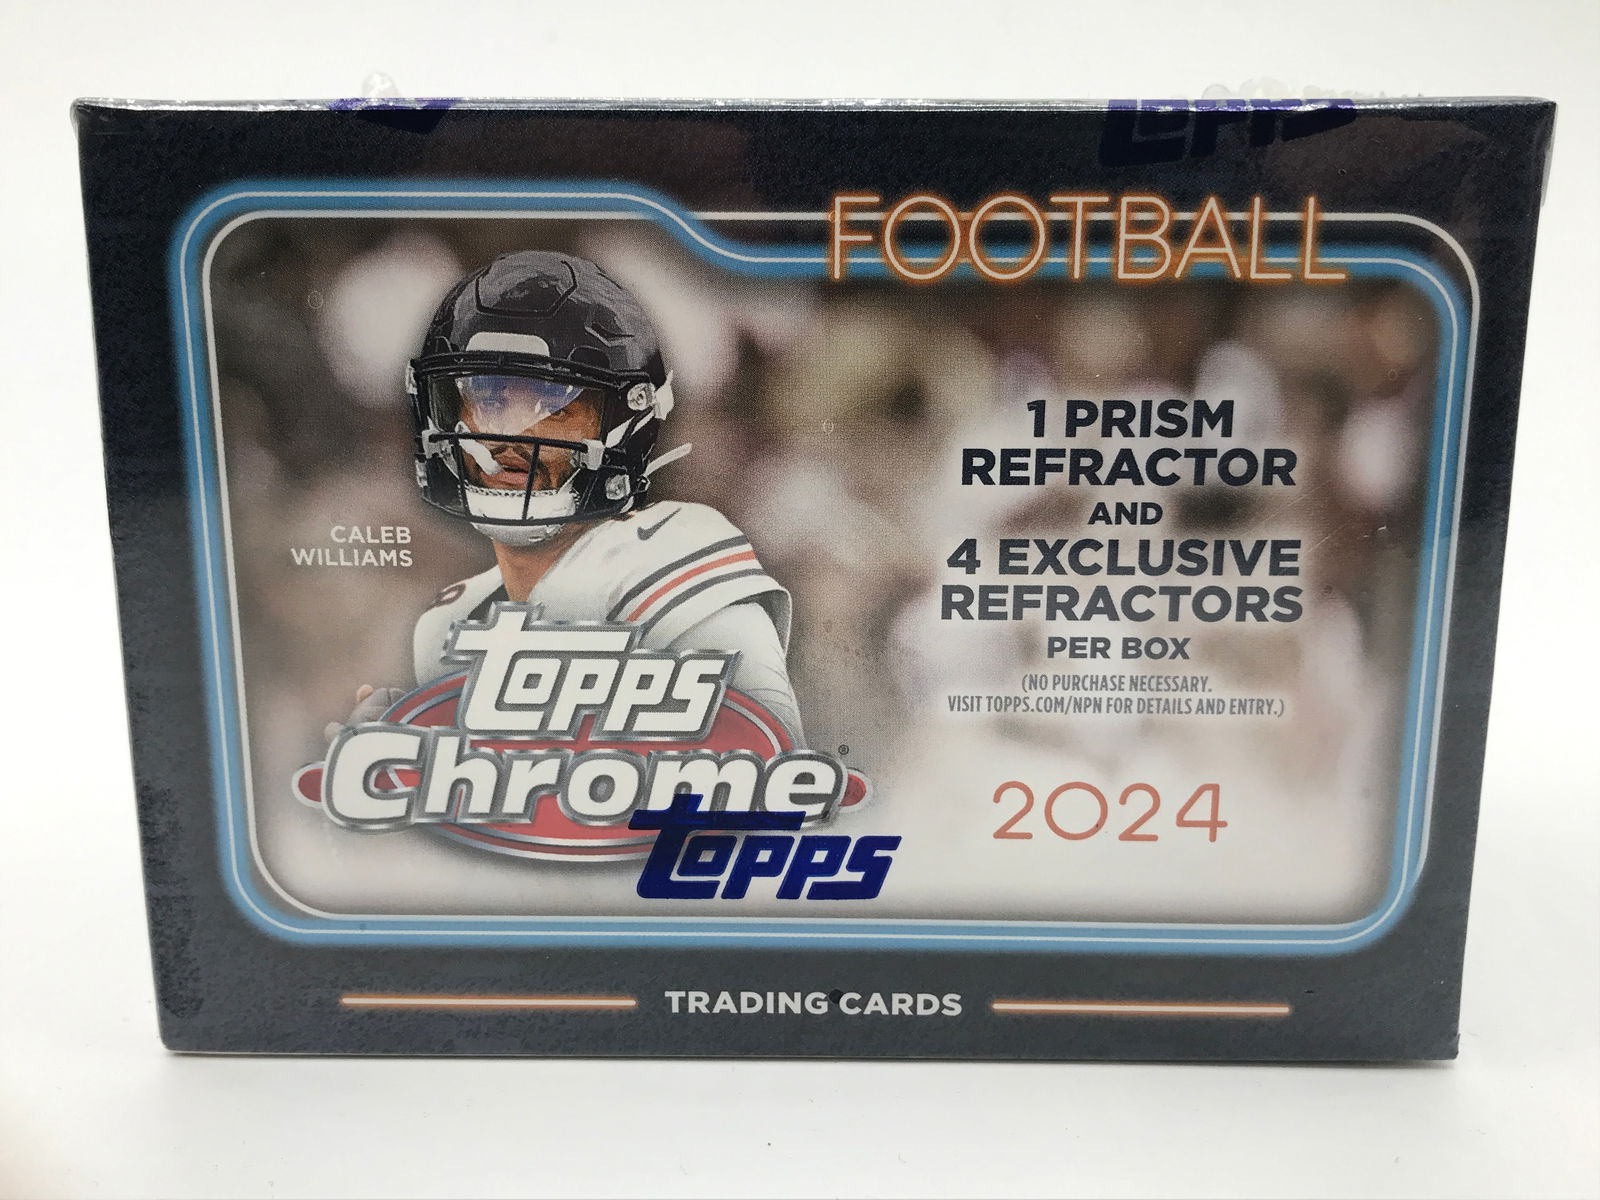 Topps
FOOTBALL
1 PRISM
REFRACTOR
AND
4 EXCLUSIVE
REFRACTORS
PER BOX
(NO PURCHASE NECESSARY.
VISIT TOPPS.COM/NPN FOR DETAILS AND ENTRY.)
2024
CALEB
WILLIAMS
Topps
Chrome®
Topps
TRADING CARDS